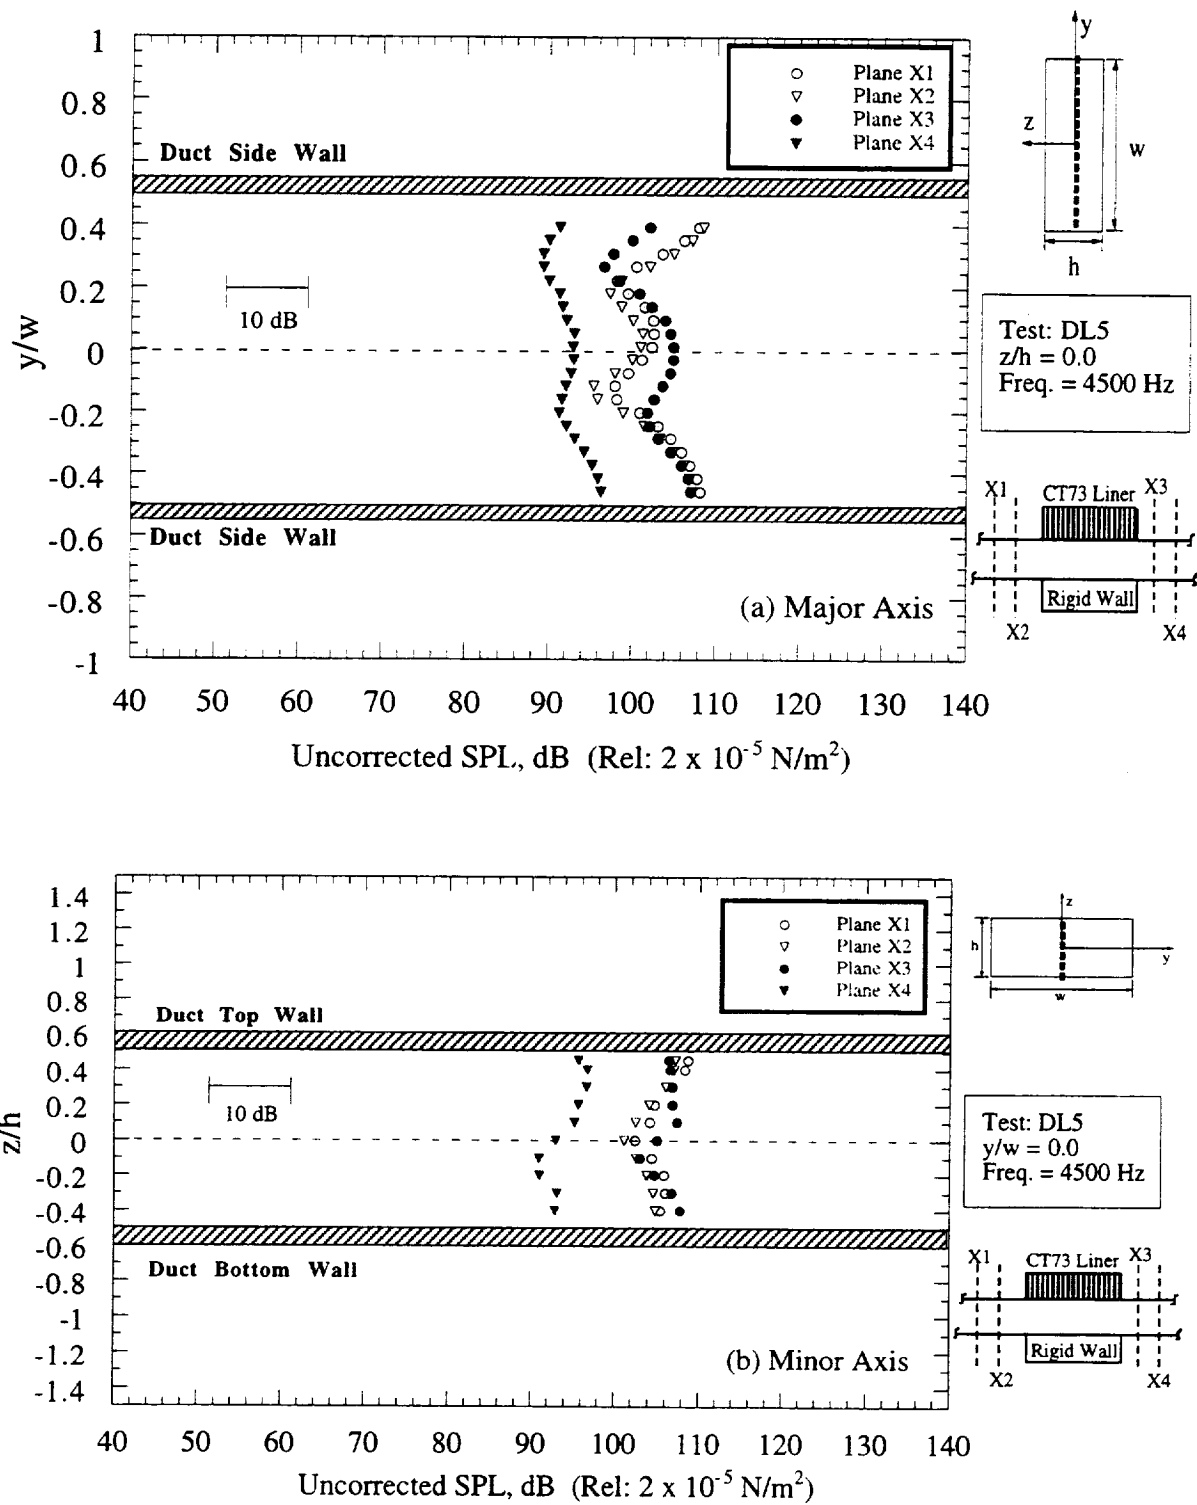 1
0.8
0.6
0.4
0.2
0
-0.2
-0.4
-0.6
-0.8
-1
y/w
Plane X1
Plane X2
Plane X3
Plane X4
Duct Side Wall
10 dB
Duct Side Wall
(a) Major Axis
40 50 60 70 80 90 100 110 120 130 140
Uncorrected SPL, dB (Rel: 2 x 10⁻⁵ N/m²)
y
z
w
h
Test: DL5
z/h = 0.0
Freq. = 4500 Hz
X1 CT73 Liner X3
Rigid Wall
X2 X4
1.4
1.2
1
0.8
0.6
0.4
0.2
0
-0.2
-0.4
-0.6
-0.8
-1
-1.2
-1.4
z/h
Plane X1
Plane X2
Plane X3
Plane X4
Duct Top Wall
10 dB
Duct Bottom Wall
(b) Minor Axis
40 50 60 70 80 90 100 110 120 130 140
Uncorrected SPL, dB (Rel: 2 x 10⁻⁵ N/m²)
z
h
y
w
Test: DL5
y/w = 0.0
Freq. = 4500 Hz
X1 CT73 Liner X3
Rigid Wall
X2 X4